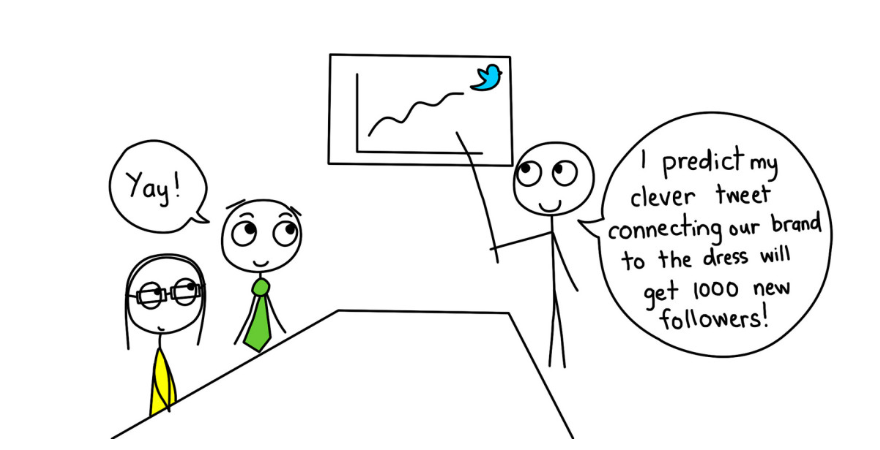 Yay!
I predict my
clever tweet
connecting our brand
to the dress will
get 1000 new
followers!